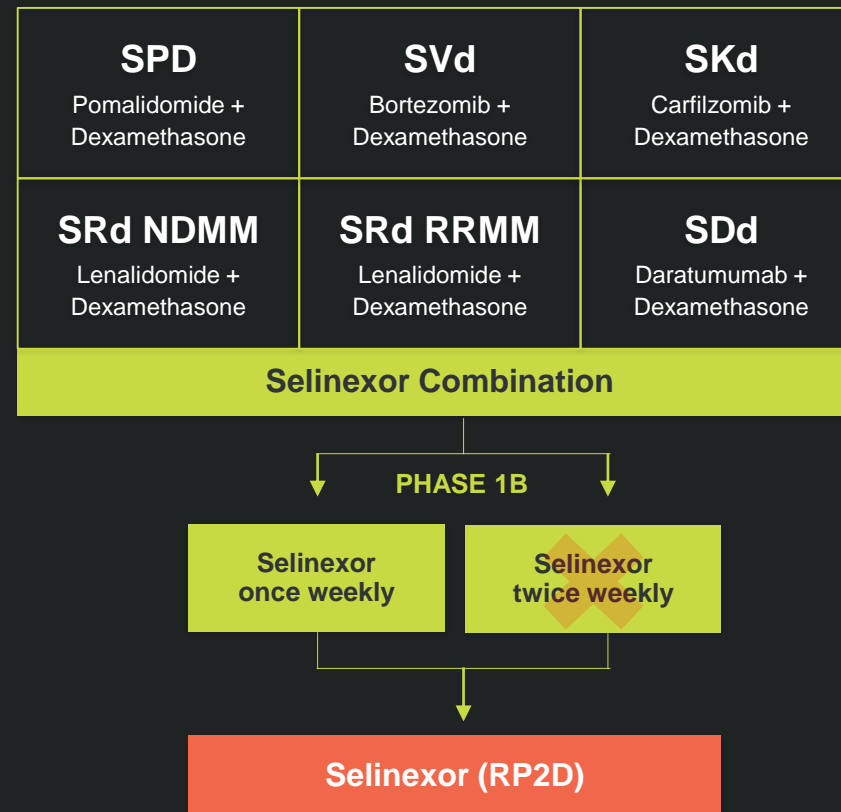 SPD
Pomalidomide +
Dexamethasone
SVd
Bortezomib +
Dexamethasone
SKd
Carfilzomib +
Dexamethasone
SRd NDMM
Lenalidomide +
Dexamethasone
SRd RRMM
Lenalidomide +
Dexamethasone
SDd
Daratumumab +
Dexamethasone
Selinexor Combination
PHASE 1B
Selinexor
once weekly
Selinexor
twice weekly
Selinexor (RP2D)